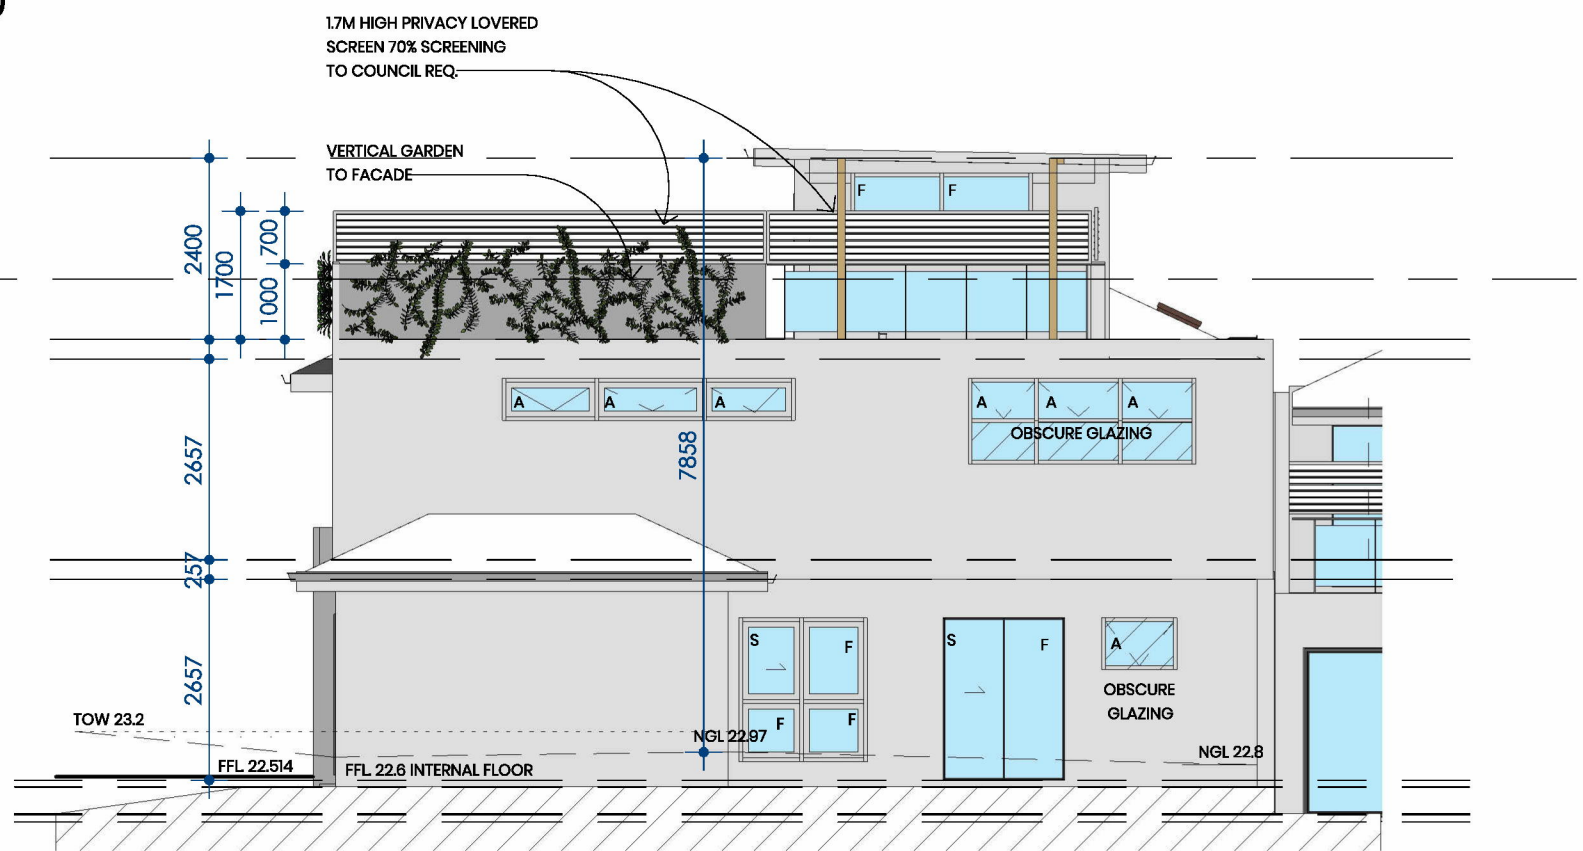 1.7M HIGH PRIVACY LOVERED
SCREEN 70% SCREENING
TO COUNCIL REQ.
VERTICAL GARDEN
TO FACADE
F
F
2400
1700
700
1000
A
A
A
A
A
A
OBSCURE GLAZING
2657
7858
257
2657
S
F
F
F
S
F
A
OBSCURE
GLAZING
TOW 23.2
NGL 22.97
NGL 22.8
FFL 22.514
FFL 22.6 INTERNAL FLOOR